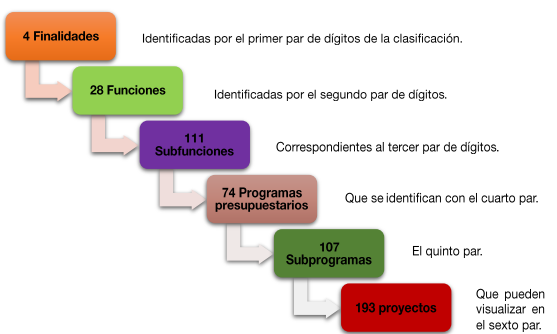 4 Finalidades
Identificadas por el primer par de dígitos de la clasificación.
28 Funciones
Identificadas por el segundo par de dígitos.
111
Subfunciones
Correspondientes al tercer par de dígitos.
74 Programas
presupuestarios
Que se identifican con el cuarto par.
107
Subprogramas
El quinto par.
193 proyectos
Que pueden
visualizar en
el sexto par.